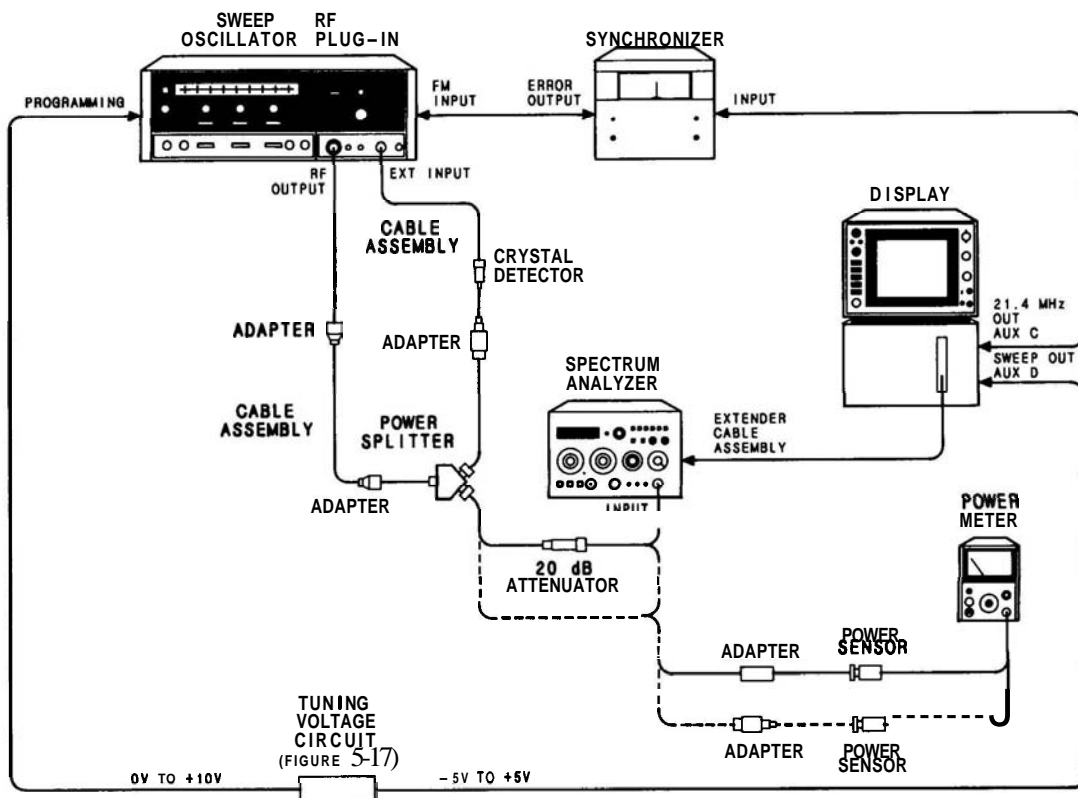 SWEEP RF
OSCILLATOR PLUG-IN
SYNCHRONIZER
PROGRAMMING
FM
INPUT
ERROR
OUTPUT
INPUT
RF
OUTPUT
EXT INPUT
DISPLAY
CABLE
ASSEMBLY
CRYSTAL
DETECTOR
21.4 MHz
OUT
AUX C
SWEEP OUT
AUX D
ADAPTER
ADAPTER
SPECTRUM
ANALYZER
CABLE
ASSEMBLY
POWER
SPLITTER
EXTENDER
CABLE
ASSEMBLY
ADAPTER
INPUT
POWER
METER
20 dB
ATTENUATOR
ADAPTER
POWER
SENSOR
TUNING
VOLTAGE
CIRCUIT
(FIGURE 5-17)
ADAPTER
POWER
SENSOR
0V TO +10V
-5V TO +5V